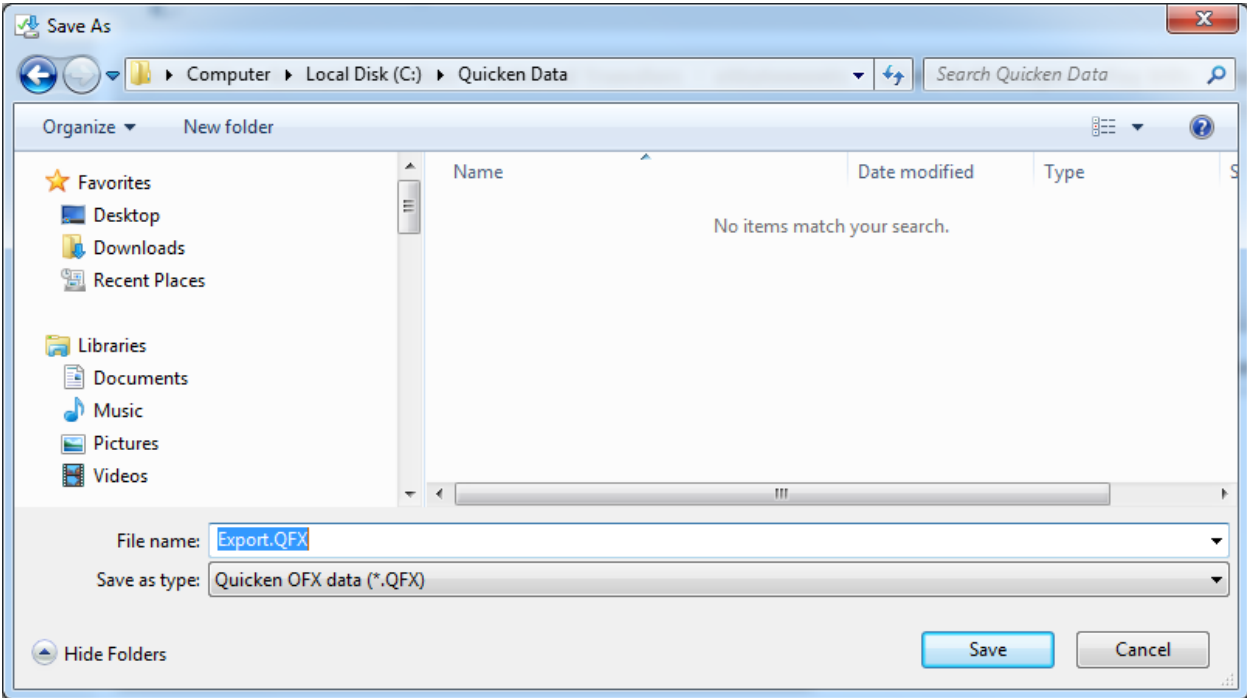 Save As
Computer Local Disk (C:) Quicken Data
Search Quicken Data
Organize New folder
Name Date modified Type S
No items match your search.
Favorites
Desktop
Downloads
Recent Places
Libraries
Documents
Music
Pictures
Videos
File name: Export.QFX
Save as type: Quicken OFX data (*.QFX)
Hide Folders Save Cancel